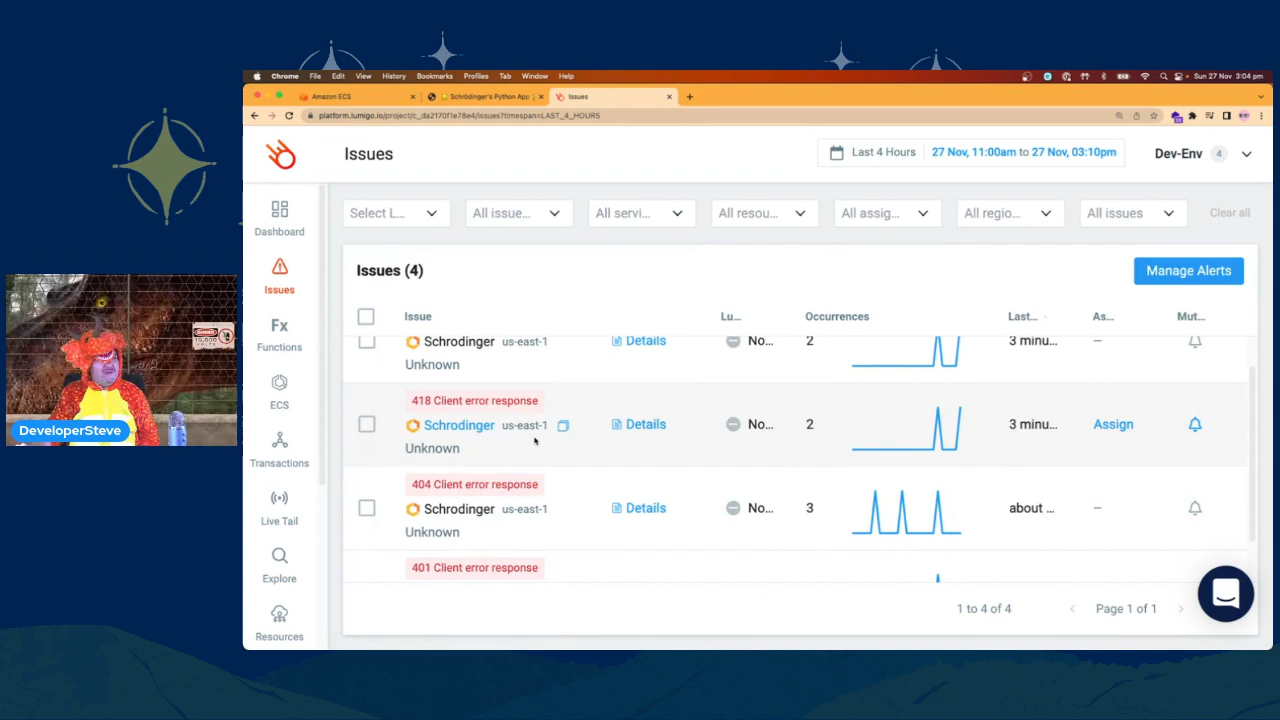 Chrome File Edit View History Bookmarks Profiles Tab Window Help
Sun 27 Nov 3:04 pm
Amazon ECS
Schrödinger's Python App
Issues
platform.lumigo.io/project/c_da2170f1e78e4/issues?timespan=LAST_4_HOURS
Issues
Last 4 Hours 27 Nov, 11:00am to 27 Nov, 03:10pm
Dev-Env 4
Dashboard
Issues
Fx
Functions
ECS
Transactions
Live Tail
Explore
Resources
Select L... All issue... All servi... All resou... All assig... All regio... All issues Clear all
Issues (4)
Manage Alerts
Issue Lu... Occurrences Last... As... Mut...
Schrodinger us-east-1 Details No... 2 3 minu... –
Unknown
418 Client error response
Schrodinger us-east-1 Details No... 2 3 minu... Assign
Unknown
404 Client error response
Schrodinger us-east-1 Details No... 3 about ... –
Unknown
401 Client error response
1 to 4 of 4 Page 1 of 1
DANGER
10,000
VOLTS
DeveloperSteve